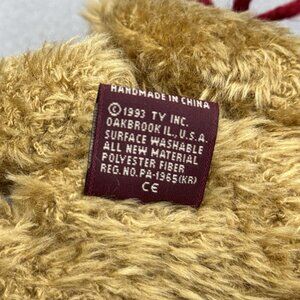 HANDMADE IN CHINA
©1993 TY INC.
OAKBROOK IL, U.S.A.
SURFACE WASHABLE
ALL NEW MATERIAL
POLYESTER FIBER
REG. NO. PA-1965(KR)
CE